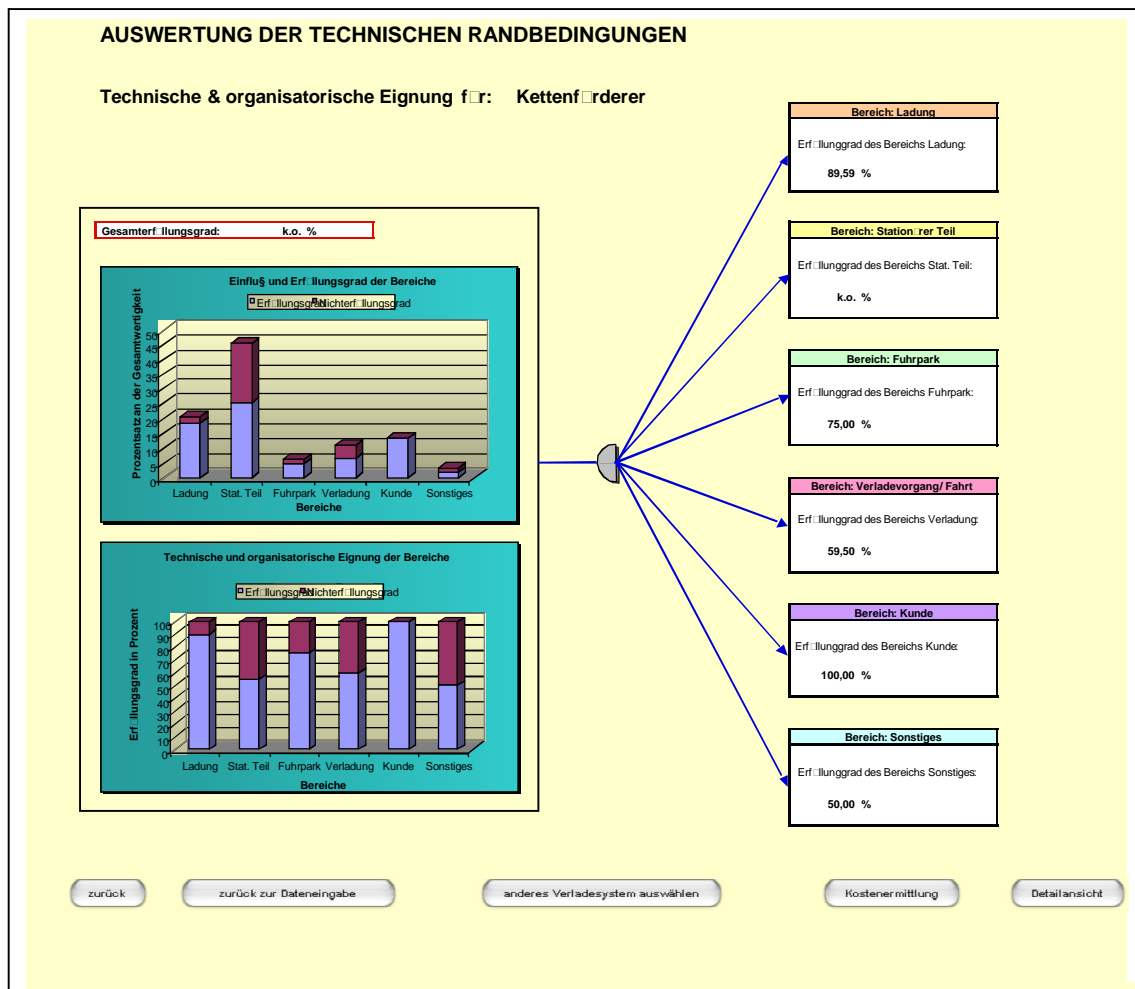 AUSWERTUNG DER TECHNISCHEN RANDBEDINGUNGEN
Technische & organisatorische Eignung f□r: Kettenf□rderer
Gesamterf□llungsgrad: k.o. %
Einflu§ und Erf□llungsgrad der Bereiche
Erf□llungsgrad Nichterf□llungsgrad
Prozentsatz an der Gesamtwertigkeit
50
45
40
35
30
25
20
15
10
5
0
Ladung Stat. Teil Fuhrpark Verladung Kunde Sonstiges
Bereiche
Technische und organisatorische Eignung der Bereiche
Erf□llungsgrad Nichterf□llungsgrad
Erf□llungsgrad in Prozent
100
90
80
70
60
50
40
30
20
10
0
Ladung Stat. Teil Fuhrpark Verladung Kunde Sonstiges
Bereiche
Bereich: Ladung
Erf□llunggrad des Bereichs Ladung:
89,59 %
Bereich: Station□rer Teil
Erf□llunggrad des Bereichs Stat. Teil:
k.o. %
Bereich: Fuhrpark
Erf□llunggrad des Bereichs Fuhrpark:
75,00 %
Bereich: Verladevorgang/ Fahrt
Erf□llunggrad des Bereichs Verladung:
59,50 %
Bereich: Kunde
Erf□llunggrad des Bereichs Kunde:
100,00 %
Bereich: Sonstiges
Erf□llunggrad des Bereichs Sonstiges:
50,00 %
zurück
zurück zur Dateneingabe
anderes Verladesystem auswählen
Kostenermittlung
Detailansicht